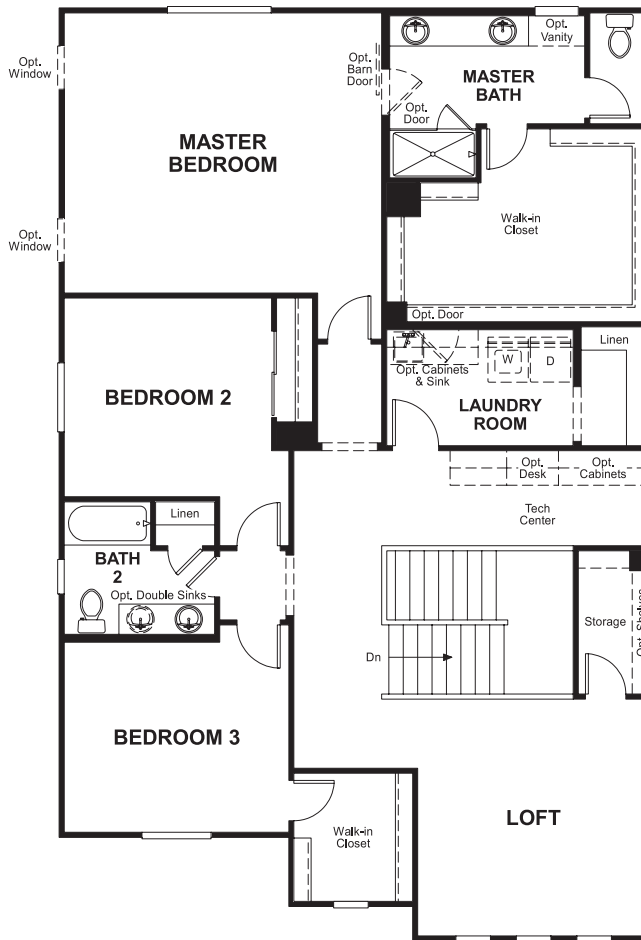 Opt.
Window
MASTER
BEDROOM
Opt.
Barn
Door
Opt.
Vanity
MASTER
BATH
Opt.
Door
Opt.
Window
Walk-in
Closet
Opt. Door
BEDROOM 2
Opt. Cabinets
& Sink
W
D
Linen
LAUNDRY
ROOM
Opt.
Desk
Opt.
Cabinets
Tech
Center
Linen
BATH
2
Opt. Double Sinks
Dn
Storage
Opt. Shelves
BEDROOM 3
Walk-in
Closet
LOFT